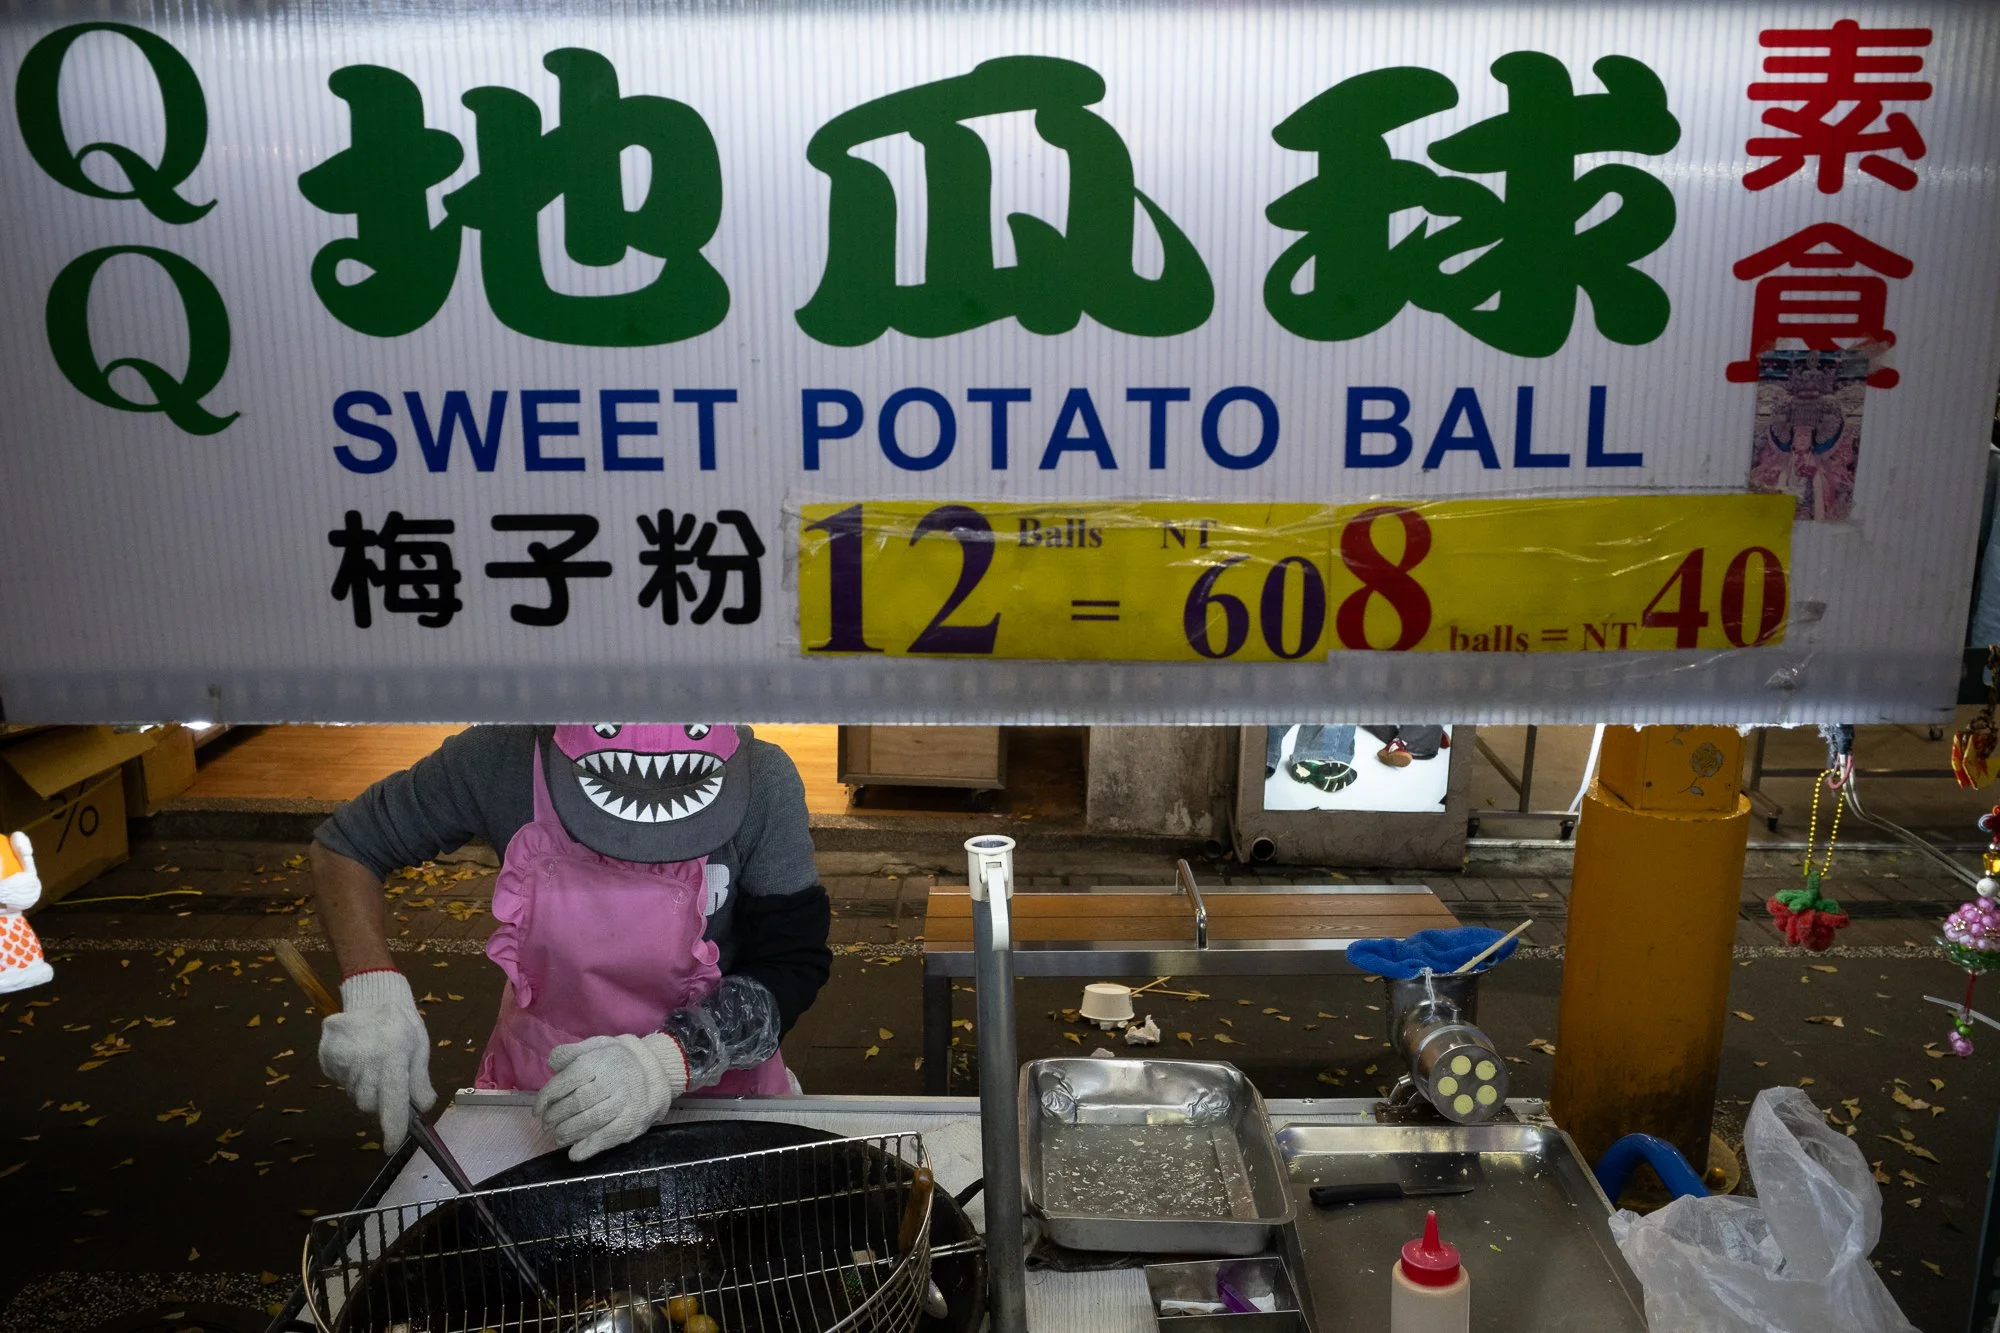 QQ
地瓜球
SWEET POTATO BALL
素食
梅子粉
12 Balls = NT 60
8 balls = NT 40
%